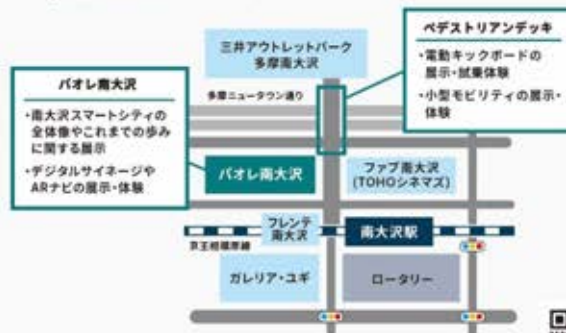 三井アウトレットパーク
多摩南大沢
ペデストリアンデッキ
・電動キックボードの
展示・試乗体験
・小型モビリティの展示・
体験
パオレ南大沢
・南大沢スマートシティの
全体像やこれまでの歩み
に関する展示
・デジタルサイネージや
ARナビの展示・体験
多摩ニュータウン通り
パオレ南大沢
ファブ南大沢
(TOHOシネマズ)
フレンテ
南大沢
南大沢駅
京王相模原線
ガレリア・ユギ
ロータリー